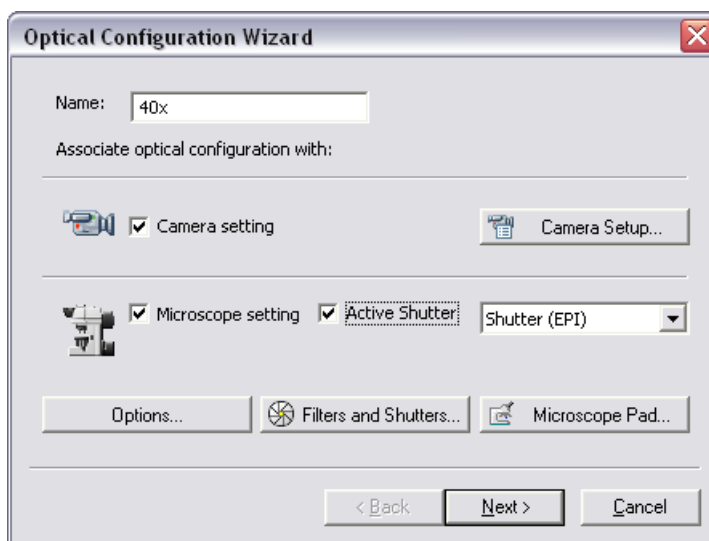 Optical Configuration Wizard
Name: 40x
Associate optical configuration with:
Camera setting Camera Setup...
Microscope setting Active Shutter Shutter (EPI)
Options... Filters and Shutters... Microscope Pad...
< Back Next > Cancel